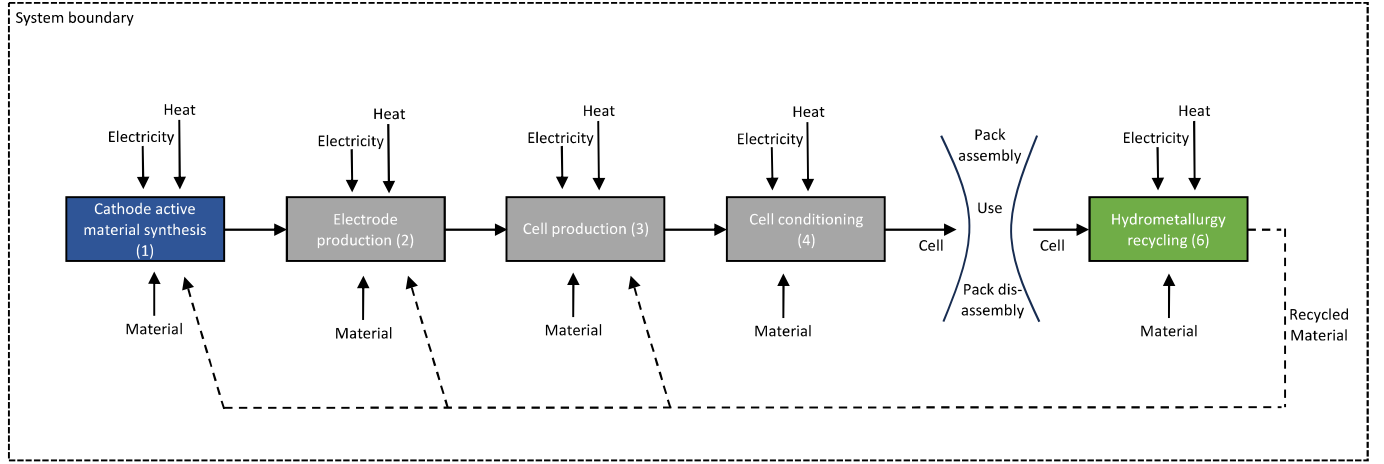 System boundary
Heat
Electricity
Cathode active
material synthesis
(1)
Material
Heat
Electricity
Electrode
production (2)
Material
Heat
Electricity
Cell production (3)
Material
Heat
Electricity
Cell conditioning
(4)
Material
Cell
Pack
assembly
Use
Pack dis-
assembly
Cell
Heat
Electricity
Hydrometallurgy
recycling (6)
Material
Recycled
Material